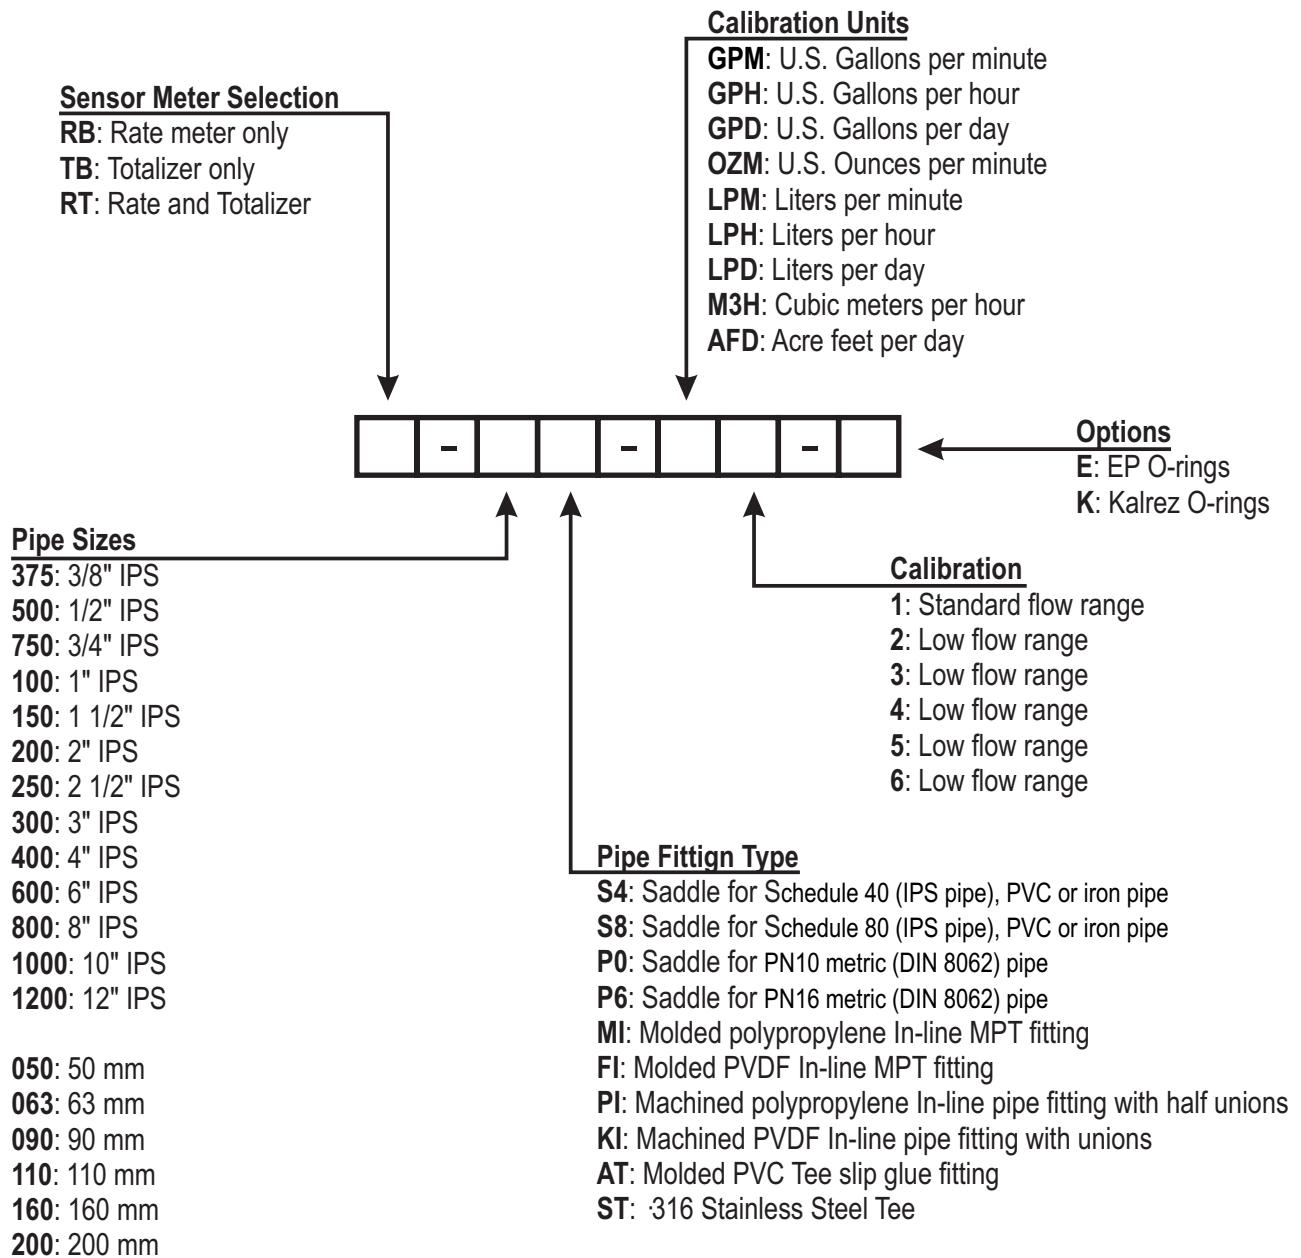 Calibration Units
GPM: U.S. Gallons per minute
GPH: U.S. Gallons per hour
GPD: U.S. Gallons per day
OZM: U.S. Ounces per minute
LPM: Liters per minute
LPH: Liters per hour
LPD: Liters per day
M3H: Cubic meters per hour
AFD: Acre feet per day
Sensor Meter Selection
RB: Rate meter only
TB: Totalizer only
RT: Rate and Totalizer
- - -
Options
E: EP O-rings
K: Kalrez O-rings
Pipe Sizes
375: 3/8" IPS
500: 1/2" IPS
750: 3/4" IPS
100: 1" IPS
150: 1 1/2" IPS
200: 2" IPS
250: 2 1/2" IPS
300: 3" IPS
400: 4" IPS
600: 6" IPS
800: 8" IPS
1000: 10" IPS
1200: 12" IPS
050: 50 mm
063: 63 mm
090: 90 mm
110: 110 mm
160: 160 mm
200: 200 mm
Calibration
1: Standard flow range
2: Low flow range
3: Low flow range
4: Low flow range
5: Low flow range
6: Low flow range
Pipe Fittign Type
S4: Saddle for Schedule 40 (IPS pipe), PVC or iron pipe
S8: Saddle for Schedule 80 (IPS pipe), PVC or iron pipe
P0: Saddle for PN10 metric (DIN 8062) pipe
P6: Saddle for PN16 metric (DIN 8062) pipe
MI: Molded polypropylene In-line MPT fitting
FI: Molded PVDF In-line MPT fitting
PI: Machined polypropylene In-line pipe fitting with half unions
KI: Machined PVDF In-line pipe fitting with unions
AT: Molded PVC Tee slip glue fitting
ST: ·316 Stainless Steel Tee